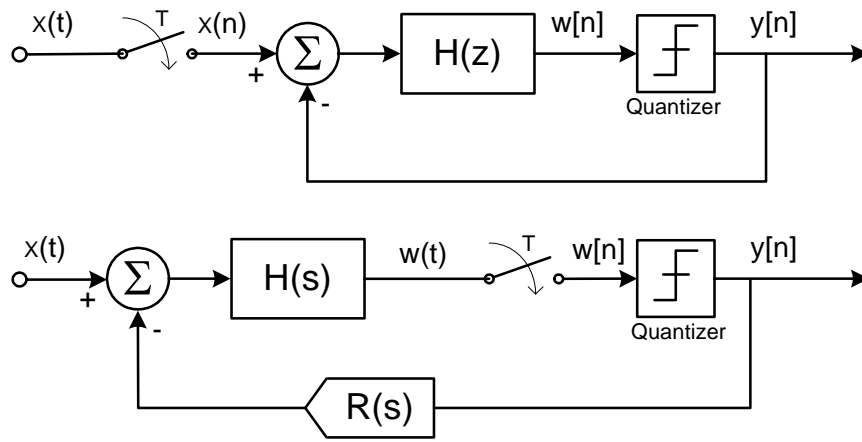 x(t)
T
x(n)
+
Σ
-
H(z)
w[n]
Quantizer
y[n]
x(t)
+
Σ
-
H(s)
w(t)
T
w[n]
Quantizer
y[n]
R(s)